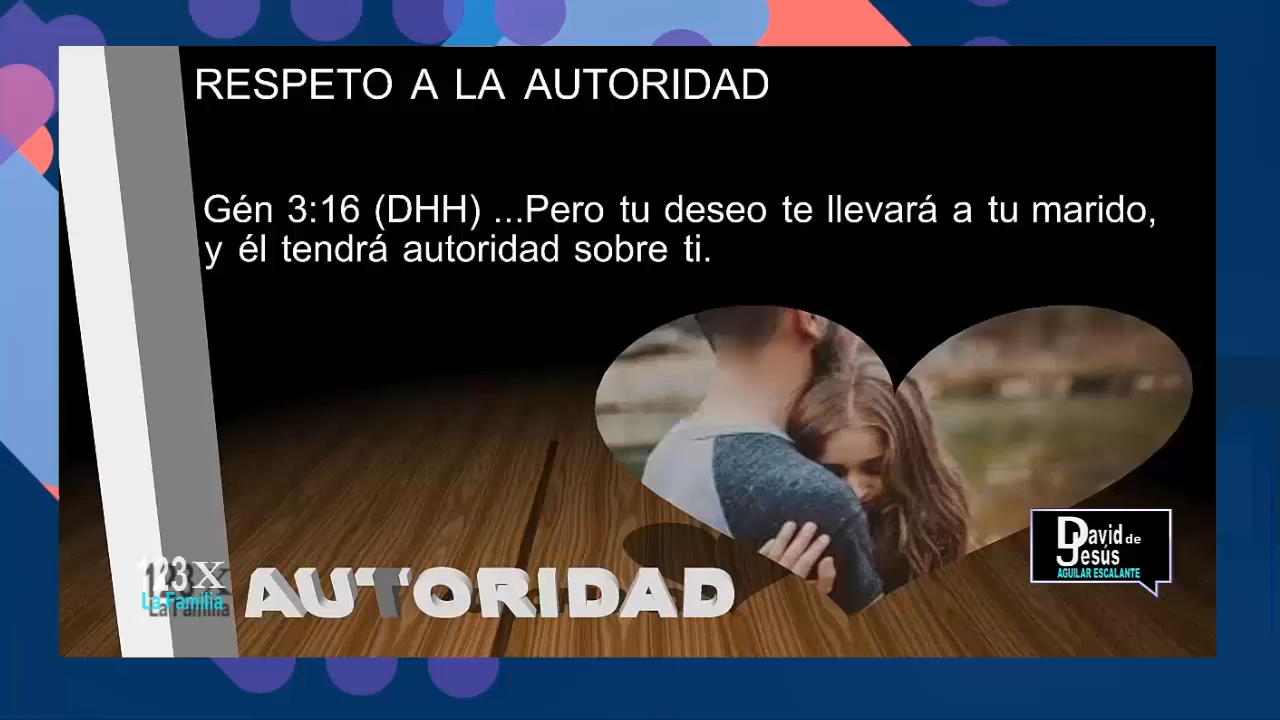 RESPETO A LA AUTORIDAD
Gén 3:16 (DHH) ...Pero tu deseo te llevará a tu marido,
y él tendrá autoridad sobre ti.
David de
Jesús
AGUILAR ESCALANTE
123x
La Familia
AUTORIDAD